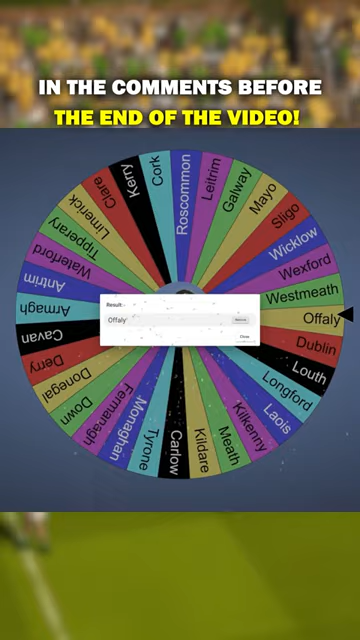 IN THE COMMENTS BEFORE
THE END OF THE VIDEO!
Roscommon
Leitrim
Galway
Mayo
Sligo
Wicklow
Wexford
Westmeath
Offaly
Dublin
Louth
Longford
Laois
Kilkenny
Meath
Kildare
Carlow
Tyrone
Monaghan
Fermanagh
Down
Donegal
Derry
Cavan
Armagh
Antrim
Waterford
Tipperary
Limerick
Clare
Kerry
Cork
Result
Offaly
Remove
Close